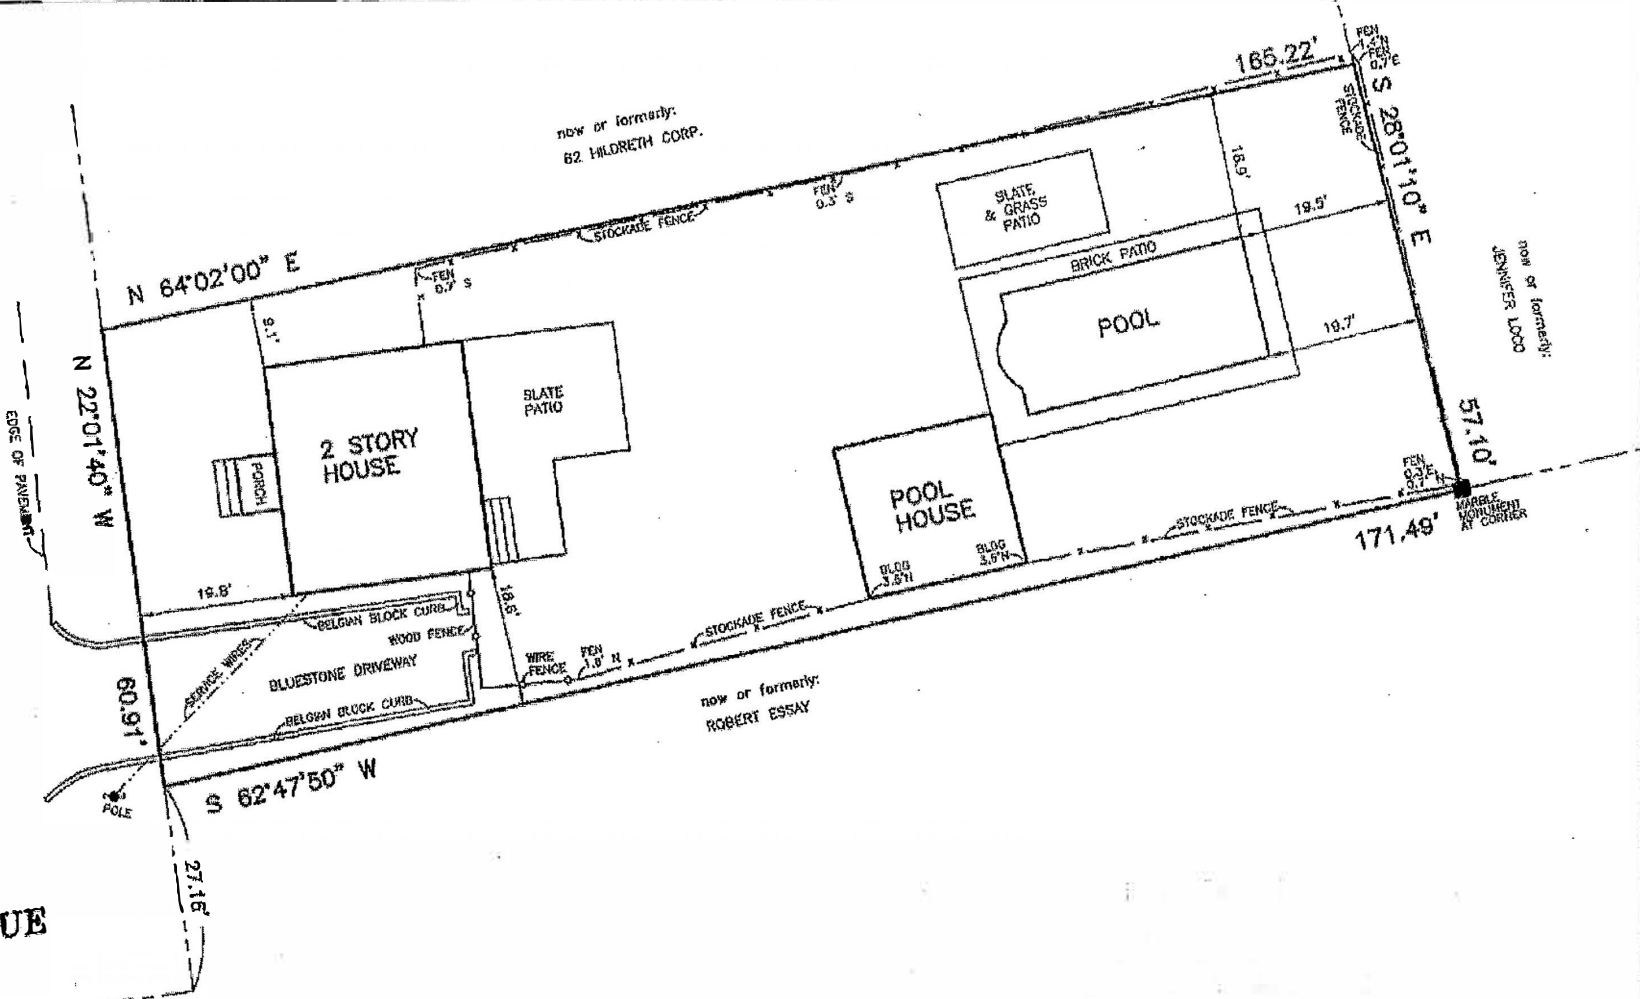 165.22'
FEN
1.4'N
FEN
0.7'E
S 28°01'10" E
STOCKADE
FENCE
now or formerly:
62 HILDRETH CORP.
18.9'
SLATE
& GRASS
PATIO
FEN
0.3' S
STOCKADE FENCE
19.5'
BRICK PATIO
now or formerly:
JENNIFER LOCO
N 64°02'00" E
FEN
0.7' S
9.1'
POOL
19.7'
N 22°01'40" W
SLATE
PATIO
EDGE OF PAVEMENT
2 STORY
HOUSE
PORCH
57.10'
POOL
HOUSE
FEN
0.3'E
0.7' N
MARBLE
MONUMENT
AT CORNER
STOCKADE FENCE
171.49'
BLDG
3.5'N
BLDG
3.5'N
19.8'
18.6'
BELGIAN BLOCK CURB
WOOD FENCE
STOCKADE FENCE
SERVICE WIRES
BLUESTONE DRIVEWAY
WIRE
FENCE
FEN
1.9' N
60.91'
BELGIAN BLOCK CURB
now or formerly:
ROBERT ESSAY
S 62°47'50" W
POLE
27.16'
UE